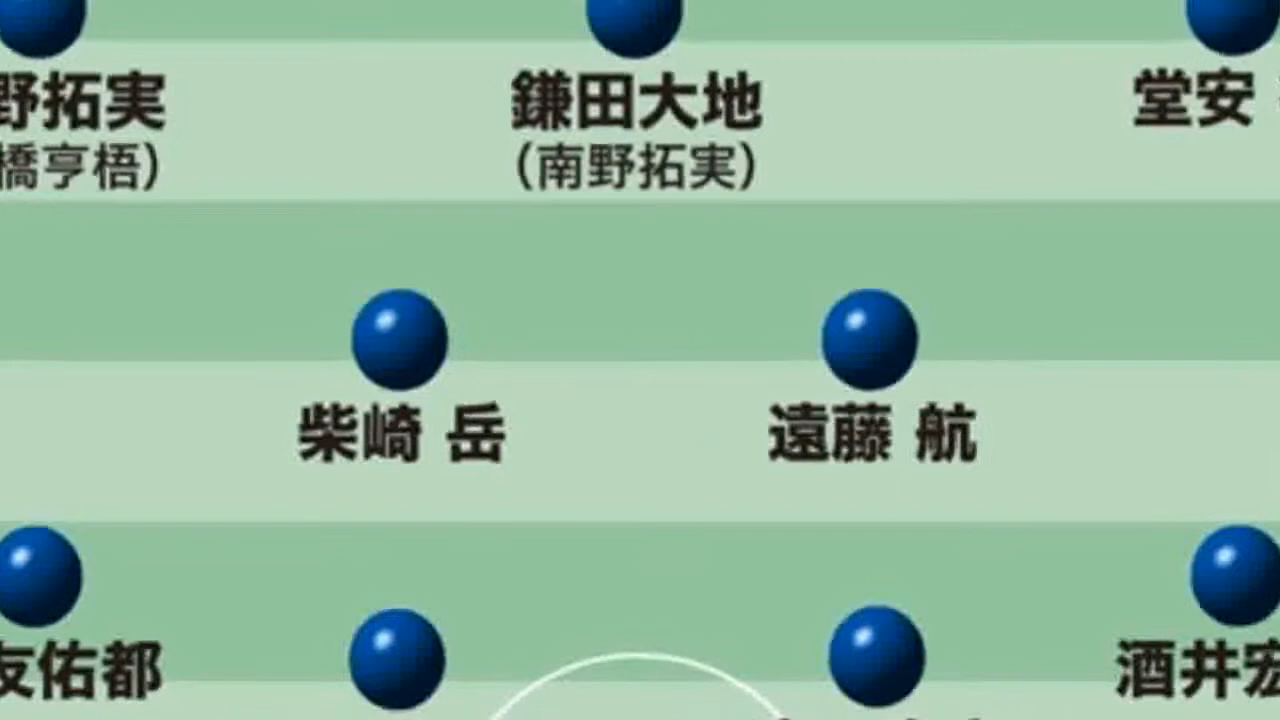 野拓実
橋亨梧）
鎌田大地
（南野拓実）
堂安
柴崎 岳
遠藤 航
友佑都
酒井宏